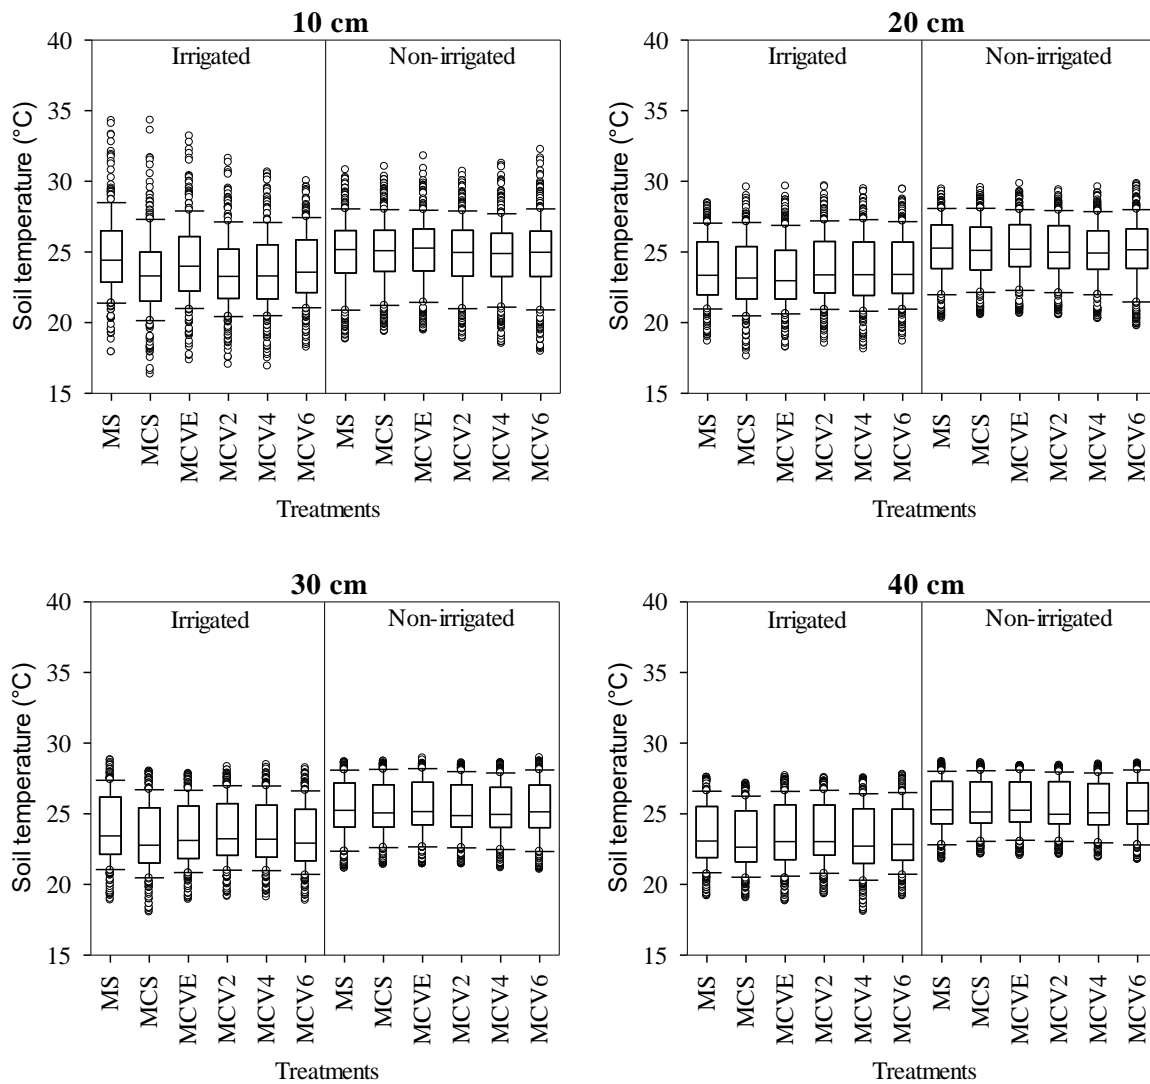 10 cm
20 cm
Irrigated Non-irrigated
Irrigated Non-irrigated
Soil temperature (°C)
40
35
30
25
20
15
MS MCS MCVE MCV2 MCV4 MCV6 MS MCS MCVE MCV2 MCV4 MCV6
Treatments
Soil temperature (°C)
40
35
30
25
20
15
MS MCS MCVE MCV2 MCV4 MCV6 MS MCS MCVE MCV2 MCV4 MCV6
Treatments
30 cm
40 cm
Irrigated Non-irrigated
Irrigated Non-irrigated
Soil temperature (°C)
40
35
30
25
20
15
MS MCS MCVE MCV2 MCV4 MCV6 MS MCS MCVE MCV2 MCV4 MCV6
Treatments
Soil temperature (°C)
40
35
30
25
20
15
MS MCS MCVE MCV2 MCV4 MCV6 MS MCS MCVE MCV2 MCV4 MCV6
Treatments